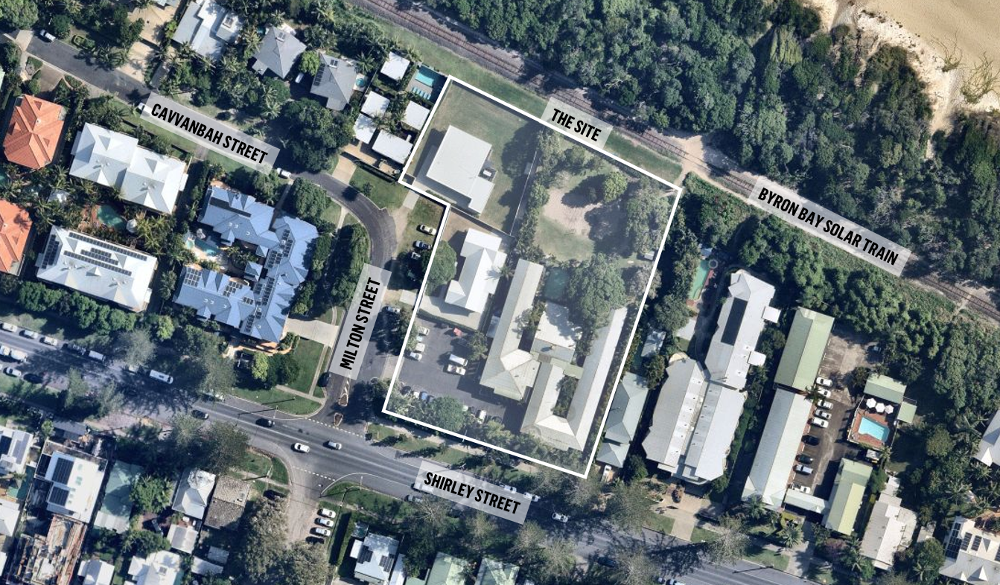 CAVVANBAH STREET
THE SITE
BYRON BAY SOLAR TRAIN
MILTON STREET
SHIRLEY STREET